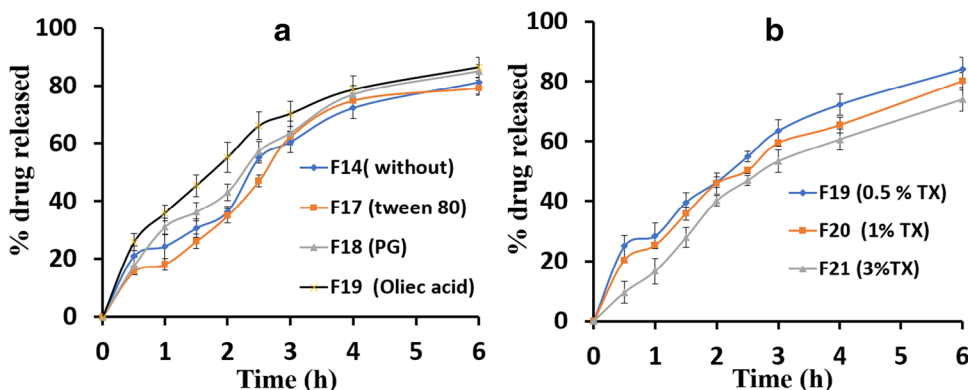 a
% drug released
100
80
60
40
20
0
0 1 2 3 4 5 6
Time (h)
F14( without)
F17 (tween 80)
F18 (PG)
F19 (Oliec acid)
b
% drug released
100
80
60
40
20
0
0 1 2 3 4 5 6
Time (h)
F19 (0.5 % TX)
F20 (1% TX)
F21 (3%TX)